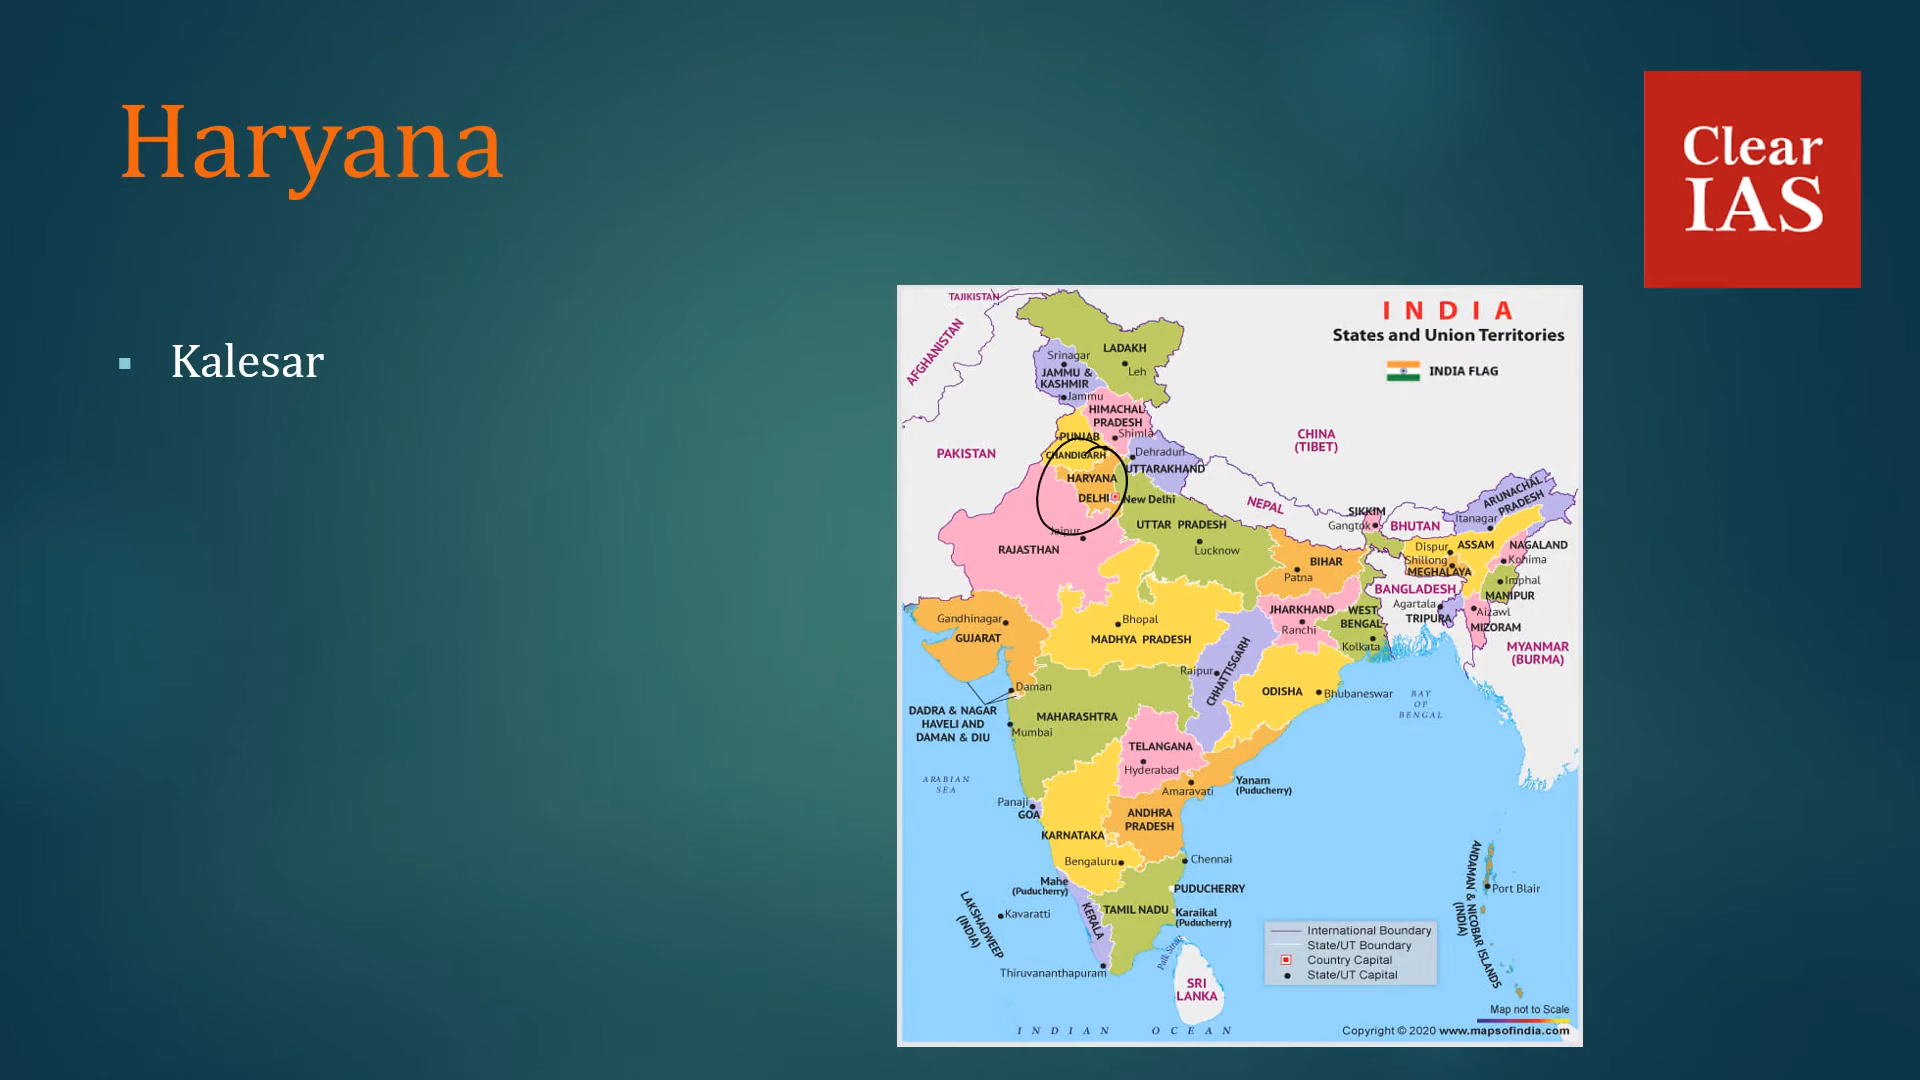 Haryana
Clear
IAS
▪ Kalesar
INDIA
States and Union Territories
INDIA FLAG
TAJIKISTAN
AFGHANISTAN
PAKISTAN
CHINA
(TIBET)
LADAKH
Leh
Srinagar
JAMMU &
KASHMIR
Jammu
HIMACHAL
PRADESH
Shimla
PUNJAB
CHANDIGARH
Dehradun
UTTARAKHAND
HARYANA
DELHI
New Delhi
NEPAL
Jaipur
RAJASTHAN
UTTAR PRADESH
Lucknow
SIKKIM
Gangtok
BHUTAN
ARUNACHAL
PRADESH
Itanagar
Dispur
ASSAM
NAGALAND
Kohima
Shillong
MEGHALAYA
Imphal
MANIPUR
BIHAR
Patna
BANGLADESH
Agartala
TRIPURA
Aizawl
MIZORAM
MYANMAR
(BURMA)
Gandhinagar
GUJARAT
Bhopal
MADHYA PRADESH
JHARKHAND
Ranchi
WEST
BENGAL
Kolkata
Raipur
CHHATTISGARH
ODISHA
Bhubaneswar
BAY
OF
BENGAL
Daman
DADRA & NAGAR
HAVELI AND
DAMAN & DIU
Mumbai
MAHARASHTRA
TELANGANA
Hyderabad
ARABIAN
SEA
Amaravati
Yanam
(Puducherry)
Panaji
GOA
KARNATAKA
ANDHRA
PRADESH
Bengaluru
Chennai
Mahe
(Puducherry)
PUDUCHERRY
TAMIL NADU
Karaikal
(Puducherry)
KERALA
LAKSHADWEEP
(INDIA)
Kavaratti
Thiruvananthapuram
Palk Strait
SRI
LANKA
ANDAMAN & NICOBAR ISLANDS
(INDIA)
Port Blair
International Boundary
State/UT Boundary
Country Capital
State/UT Capital
INDIAN OCEAN
Map not to Scale
Copyright © 2020 www.mapsofindia.com